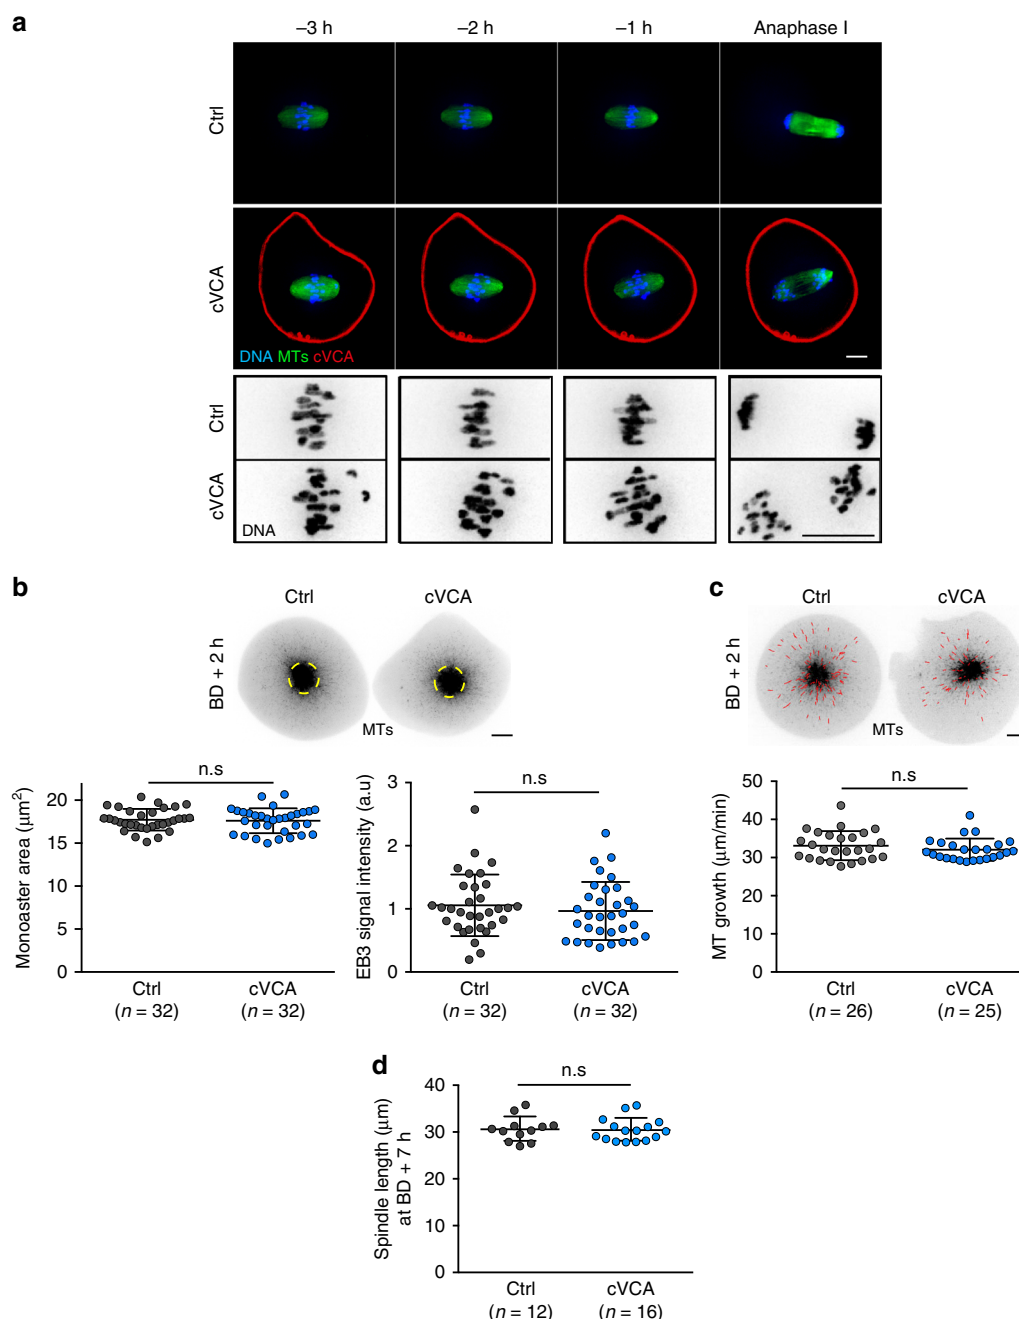 a
–3 h –2 h –1 h Anaphase I
Ctrl
cVCA
DNA MTs cVCA
Ctrl
cVCA
DNA
b
Ctrl cVCA
BD + 2 h
MTs
n.s
Monoaster area (μm²)
20
15
10
5
0
Ctrl cVCA
(n = 32) (n = 32)
n.s
EB3 signal intensity (a.u)
3
2
1
0
Ctrl cVCA
(n = 32) (n = 32)
c
Ctrl cVCA
BD + 2 h
MTs
n.s
MT growth (μm/min)
50
40
30
20
10
0
Ctrl cVCA
(n = 26) (n = 25)
d
n.s
Spindle length (μm)
at BD + 7 h
40
30
20
10
0
Ctrl cVCA
(n = 12) (n = 16)